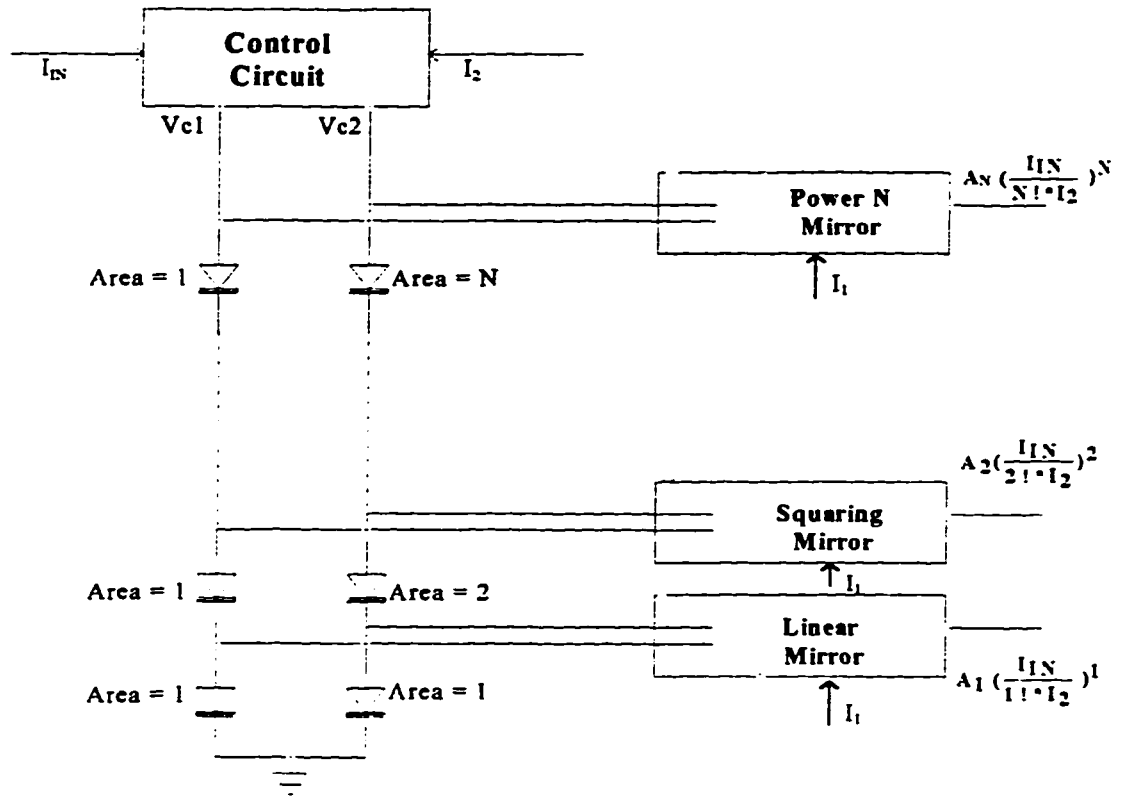 Control
Circuit
I_IN
I_2
Vc1
Vc2
Power N
Mirror
A_N (I_IN / N!*I_2)^N
I_1
Area = 1
Area = N
A_2 (I_IN / 2!*I_2)^2
Squaring
Mirror
I_1
Area = 1
Area = 2
Linear
Mirror
A_1 (I_IN / 1!*I_2)^1
I_1
Area = 1
Area = 1